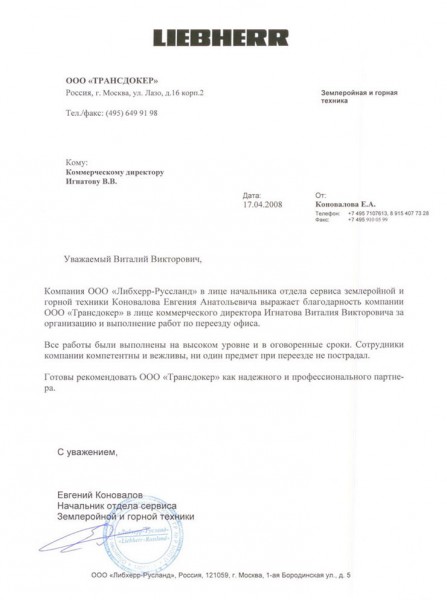 LIEBHERR
ООО «ТРАНСДОКЕР»
Россия, г. Москва, ул. Лазо, д.16 корп.2
Землеройная и горная
техника
Тел./факс: (495) 649 91 98
Кому:
Коммерческому директору
Игнатову В.В.
Дата:
17.04.2008
От:
Коновалова Е.А.
Телефон: +7 495 7107613, 8 915 407 73 28
Факс: +7 495
Уважаемый Виталий Викторович,
Компания ООО «Либхерр-Руссланд» в лице начальника отдела сервиса землеройной и
горной техники Коновалова Евгения Анатольевича выражает благодарность компании
ООО «Трансдокер» в лице коммерческого директора Игнатова Виталия Викторовича за
организацию и выполнение работ по переезду офиса.
Все работы были выполнены на высоком уровне и в оговоренные сроки. Сотрудники
компании компетентны и вежливы, ни один предмет при переезде не пострадал.
Готовы рекомендовать ООО «Трансдокер» как надежного и профессионального партне-
ра.
С уважением,
Евгений Коновалов
Начальник отдела сервиса
Землеройной и горной техники
«Либхерр-Русланд»
«Liebherr-Russland»
ООО «Либхерр-Русланд», Россия, 121059, г. Москва, 1-ая Бородинская ул., д. 5